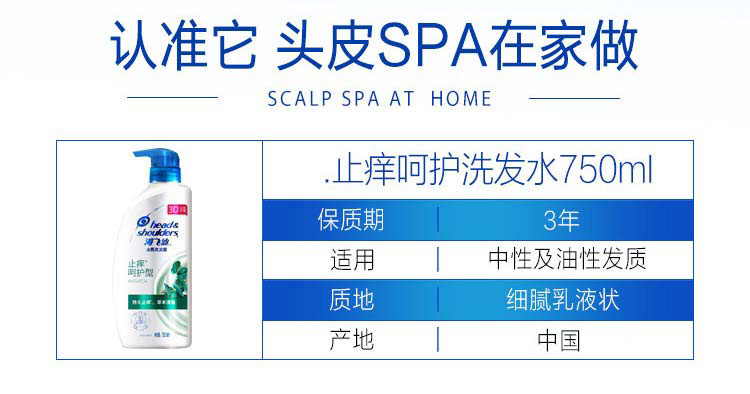 认准它 头皮SPA在家做
SCALP SPA AT HOME
.止痒呵护洗发水750ml
保质期 3年
适用 中性及油性发质
质地 细腻乳液状
产地 中国
head&
shoulders
海飞丝
止痒
呵护型